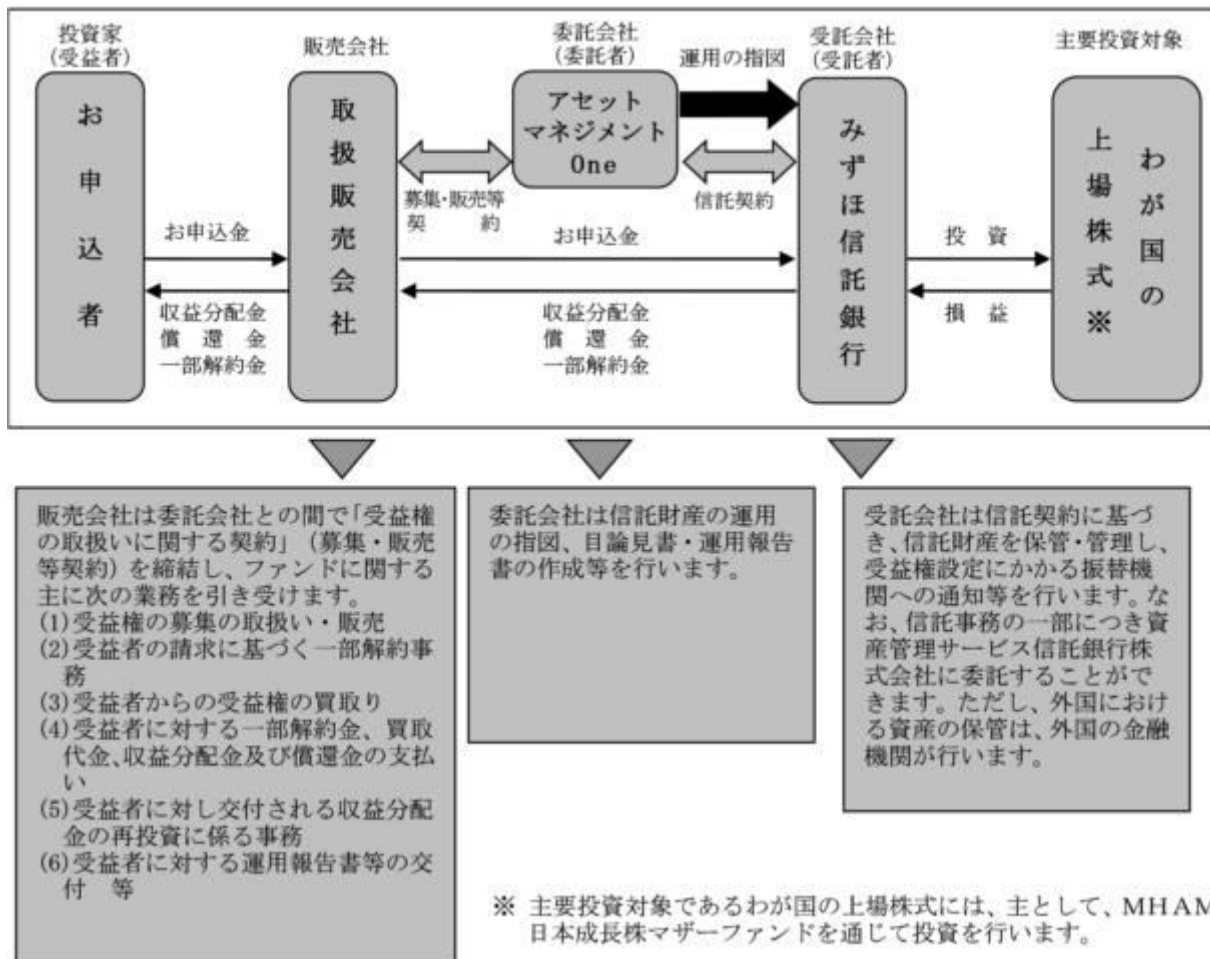 投資家
(受益者)
販売会社
委託会社
(委託者)
運用の指図
受託会社
(受託者)
主要投資対象
お申込者
取扱販売会社
アセット
マネジメント
One
みずほ信託銀行
わが国の
上場株式※
募集・販売等
契約
信託契約
お申込金
お申込金
投資
収益分配金
償還金
一部解約金
収益分配金
償還金
一部解約金
損益
販売会社は委託会社との間で「受益権
の取扱いに関する契約」(募集・販売
等契約)を締結し、ファンドに関する
主に次の業務を引き受けます。
(1)受益権の募集の取扱い・販売
(2)受益者の請求に基づく一部解約事
務
(3)受益者からの受益権の買取り
(4)受益者に対する一部解約金、買取
代金、収益分配金及び償還金の支払
い
(5)受益者に対し交付される収益分配
金の再投資に係る事務
(6)受益者に対する運用報告書等の交
付 等
委託会社は信託財産の運用
の指図、目論見書・運用報告
書の作成等を行います。
受託会社は信託契約に基づ
き、信託財産を保管・管理し、
受益権設定にかかる振替機
関への通知等を行います。な
お、信託事務の一部につき資
産管理サービス信託銀行株
式会社に委託することがで
きます。ただし、外国におけ
る資産の保管は、外国の金融
機関が行います。
※ 主要投資対象であるわが国の上場株式には、主として、MHAM
日本成長株マザーファンドを通じて投資を行います。